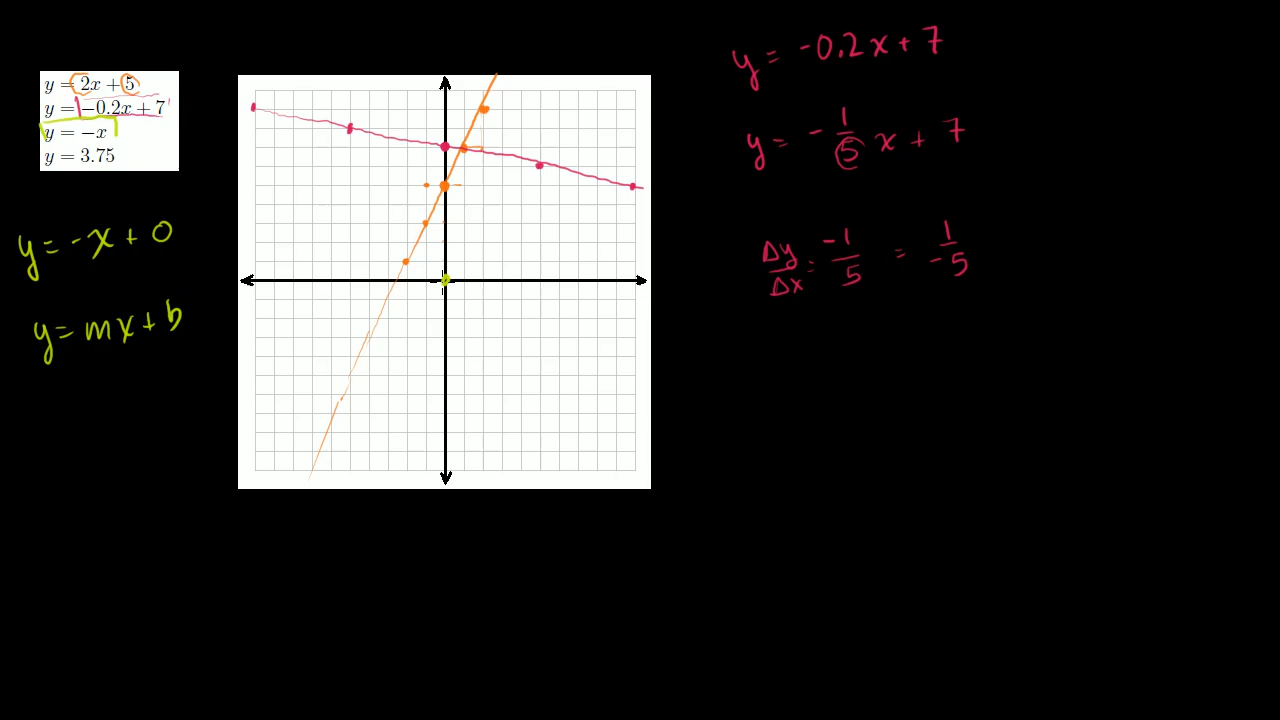 y = 2x + 5
y = −0.2x + 7
y = −x
y = 3.75
y = -x + 0
y = mx + b
y = -0.2x + 7
y = - 1/5 x + 7
Δy/Δx = -1/5 = 1/-5